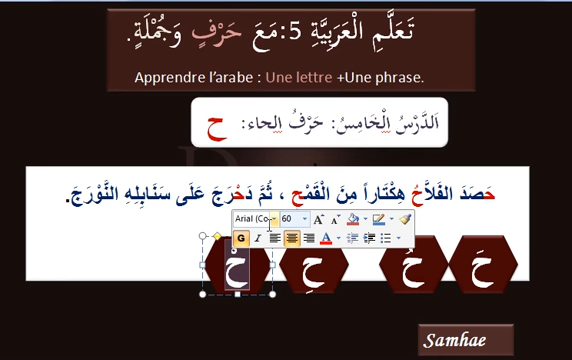 تَعَلَّمِ الْعَرَبِيَّةِ 5:مَعَ حَرْفٍ وَجُمْلَةٍ.
Apprendre l'arabe : Une lettre +Une phrase.
اَلدَّرْسُ الْخَامِسُ: حَرْفُ الحاء: ح
حَصَدَ الفَلاَّحُ هِكْتَاراً مِنَ الْقَمْحِ ، ثُمَّ دَحْرَجَ عَلَى سَنَابِلِهِ النَّوْرَجَ.
Arial (Co 60
G I
حَ حُ حِ حْ
Samhae